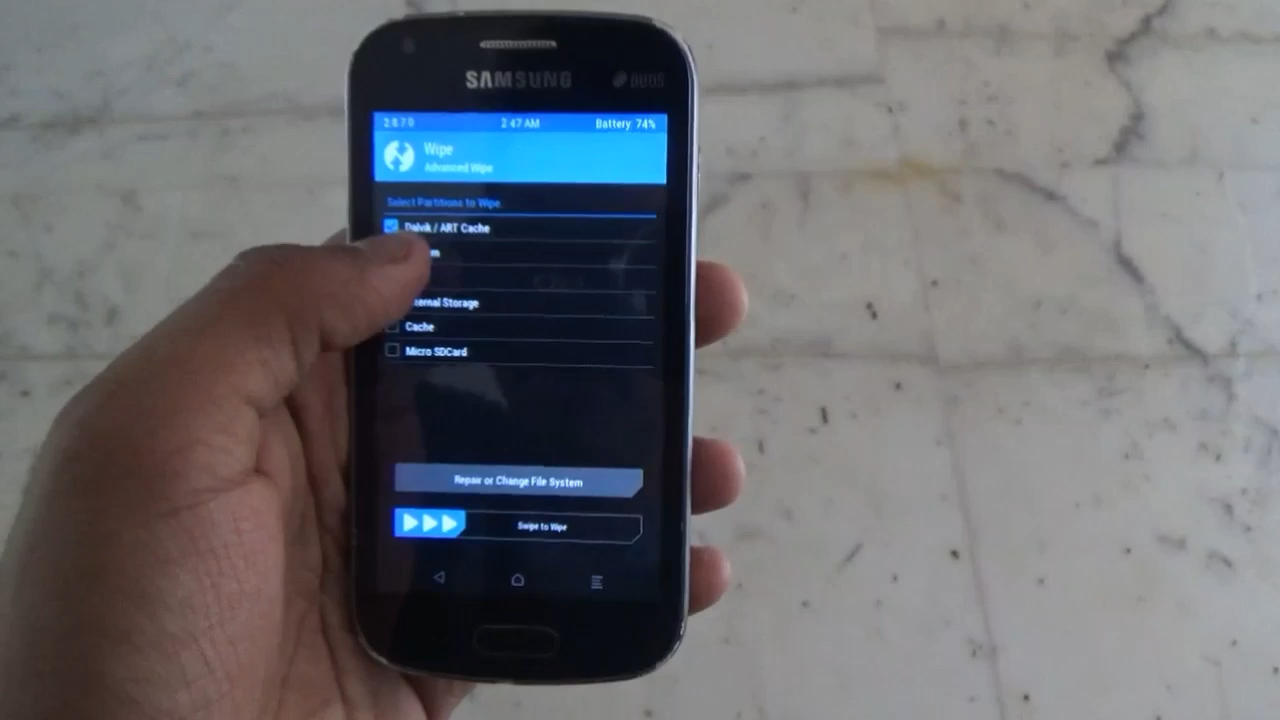 SAMSUNG DUOS
2.8.7.0 2:47 AM Battery: 74%
Wipe
Advanced Wipe
Select Partitions to Wipe
Dalvik / ART Cache
Storage
Cache
Micro SDCard
Repair or Change File System
Swipe to Wipe